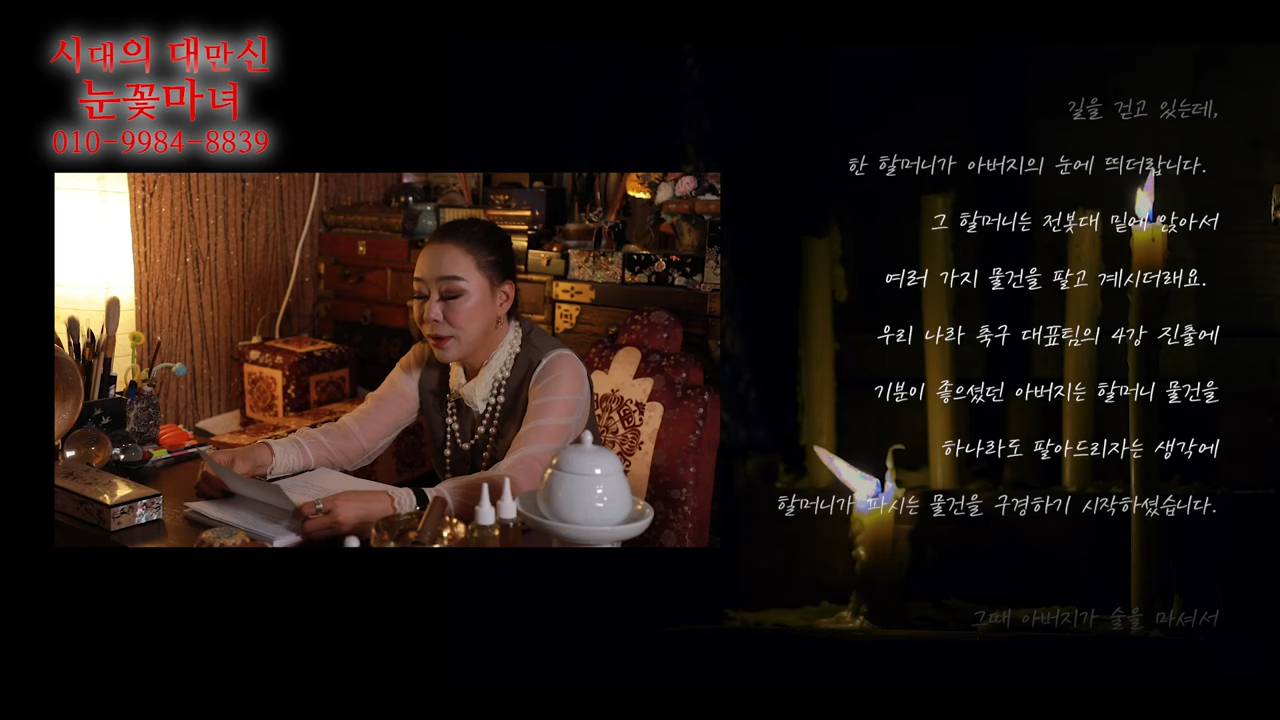 시대의 대만신
눈꽃마녀
010-9984-8839
길을 걷고 있는데,
한 할머니가 아버지의 눈에 띄더랍니다.
그 할머니는 전봇대 밑에 앉아서
여러 가지 물건을 팔고 계시더래요.
우리 나라 축구 대표팀의 4강 진출에
기분이 좋으셨던 아버지는 할머니 물건을
하나라도 팔아드리자는 생각에
할머니가 파시는 물건을 구경하기 시작하셨습니다.
그때 아버지가 술을 마셔서